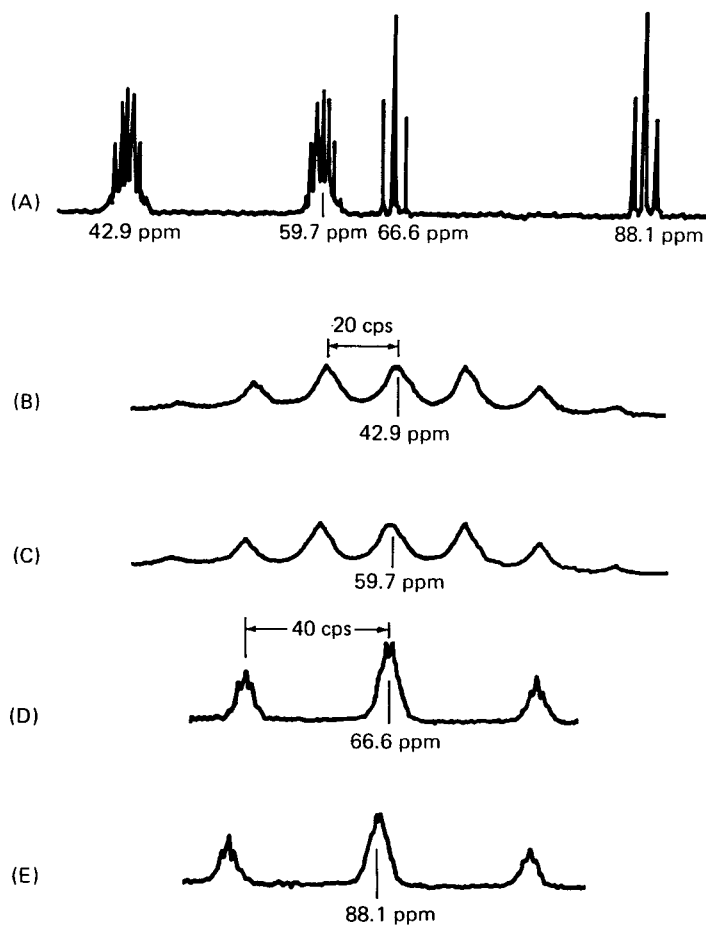 (A)
42.9 ppm 59.7 ppm 66.6 ppm 88.1 ppm
20 cps
(B)
42.9 ppm
(C)
59.7 ppm
40 cps
(D)
66.6 ppm
(E)
88.1 ppm